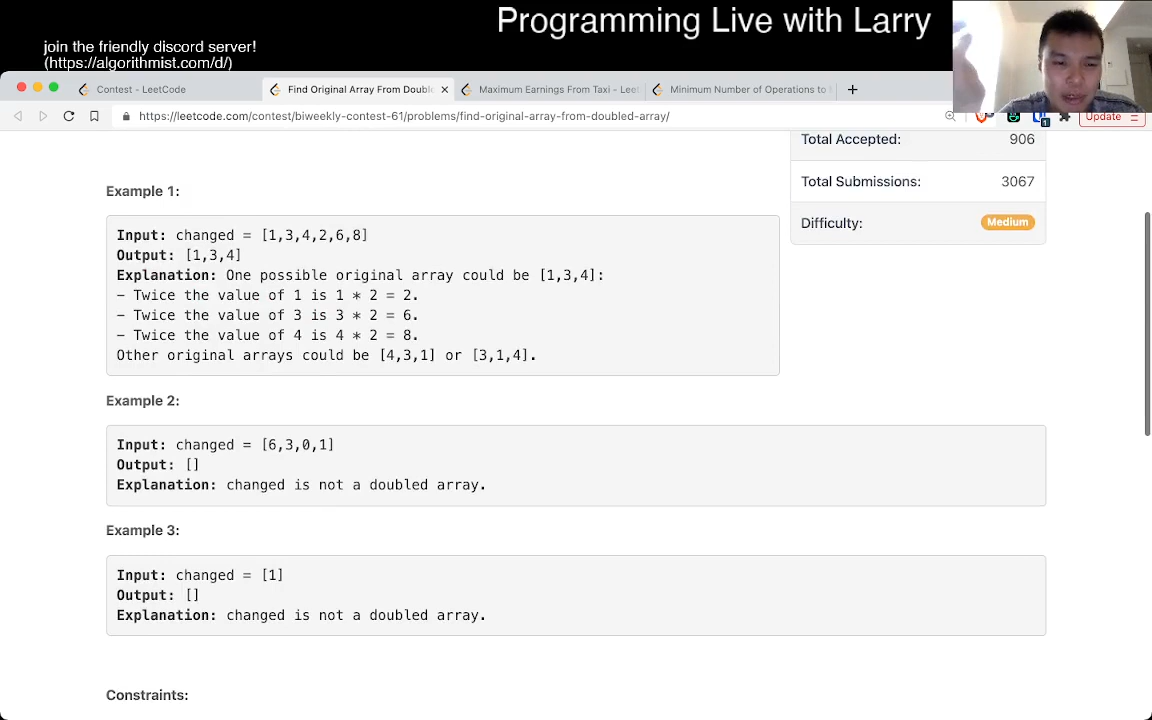 Programming Live with Larry
join the friendly discord server!
(https://algorithmist.com/d/)
Contest - LeetCode
Find Original Array From Doubl
Maximum Earnings From Taxi - Leet
Minimum Number of Operations to
https://leetcode.com/contest/biweekly-contest-61/problems/find-original-array-from-doubled-array/
1
Update
Total Accepted: 906
Total Submissions: 3067
Difficulty: Medium
Example 1:
Input: changed = [1,3,4,2,6,8]
Output: [1,3,4]
Explanation: One possible original array could be [1,3,4]:
- Twice the value of 1 is 1 * 2 = 2.
- Twice the value of 3 is 3 * 2 = 6.
- Twice the value of 4 is 4 * 2 = 8.
Other original arrays could be [4,3,1] or [3,1,4].
Example 2:
Input: changed = [6,3,0,1]
Output: []
Explanation: changed is not a doubled array.
Example 3:
Input: changed = [1]
Output: []
Explanation: changed is not a doubled array.
Constraints: